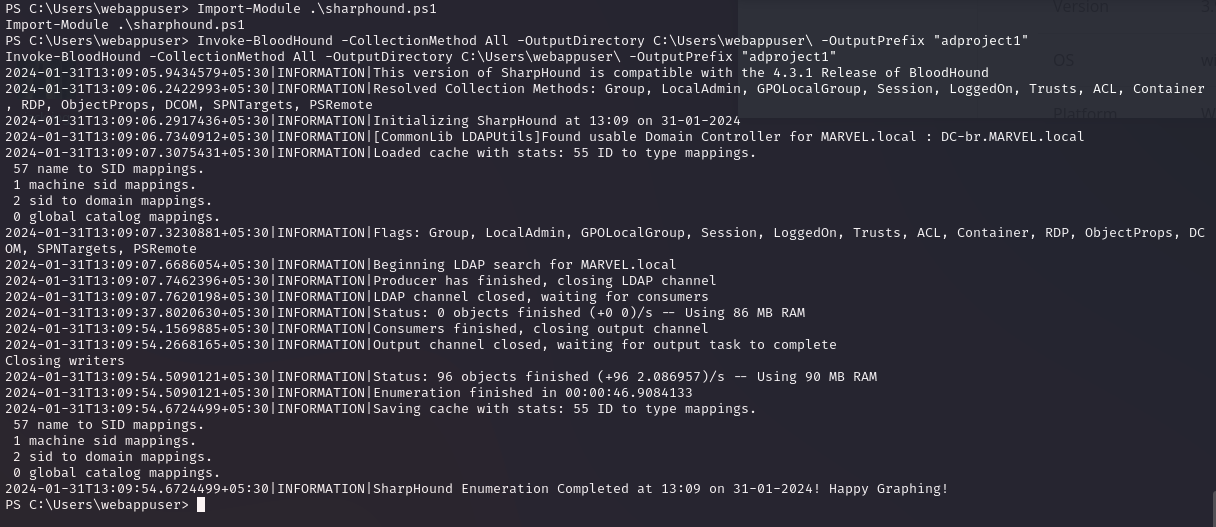 PS C:\Users\webappuser> Import-Module .\sharphound.ps1
Import-Module .\sharphound.ps1
PS C:\Users\webappuser> Invoke-BloodHound -CollectionMethod All -OutputDirectory C:\Users\webappuser\ -OutputPrefix "adproject1"
Invoke-BloodHound -CollectionMethod All -OutputDirectory C:\Users\webappuser\ -OutputPrefix "adproject1"
2024-01-31T13:09:05.9434579+05:30|INFORMATION|This version of SharpHound is compatible with the 4.3.1 Release of BloodHound
2024-01-31T13:09:06.2422993+05:30|INFORMATION|Resolved Collection Methods: Group, LocalAdmin, GPOLocalGroup, Session, LoggedOn, Trusts, ACL, Container
, RDP, ObjectProps, DCOM, SPNTargets, PSRemote
2024-01-31T13:09:06.2917436+05:30|INFORMATION|Initializing SharpHound at 13:09 on 31-01-2024
2024-01-31T13:09:06.7340912+05:30|INFORMATION|[CommonLib LDAPUtils]Found usable Domain Controller for MARVEL.local : DC-br.MARVEL.local
2024-01-31T13:09:07.3075431+05:30|INFORMATION|Loaded cache with stats: 55 ID to type mappings.
57 name to SID mappings.
1 machine sid mappings.
2 sid to domain mappings.
0 global catalog mappings.
2024-01-31T13:09:07.3230881+05:30|INFORMATION|Flags: Group, LocalAdmin, GPOLocalGroup, Session, LoggedOn, Trusts, ACL, Container, RDP, ObjectProps, DC
OM, SPNTargets, PSRemote
2024-01-31T13:09:07.6686054+05:30|INFORMATION|Beginning LDAP search for MARVEL.local
2024-01-31T13:09:07.7462396+05:30|INFORMATION|Producer has finished, closing LDAP channel
2024-01-31T13:09:07.7620198+05:30|INFORMATION|LDAP channel closed, waiting for consumers
2024-01-31T13:09:37.8020630+05:30|INFORMATION|Status: 0 objects finished (+0 0)/s -- Using 86 MB RAM
2024-01-31T13:09:54.1569885+05:30|INFORMATION|Consumers finished, closing output channel
2024-01-31T13:09:54.2668165+05:30|INFORMATION|Output channel closed, waiting for output task to complete
Closing writers
2024-01-31T13:09:54.5090121+05:30|INFORMATION|Status: 96 objects finished (+96 2.086957)/s -- Using 90 MB RAM
2024-01-31T13:09:54.5090121+05:30|INFORMATION|Enumeration finished in 00:00:46.9084133
2024-01-31T13:09:54.6724499+05:30|INFORMATION|Saving cache with stats: 55 ID to type mappings.
57 name to SID mappings.
1 machine sid mappings.
2 sid to domain mappings.
0 global catalog mappings.
2024-01-31T13:09:54.6724499+05:30|INFORMATION|SharpHound Enumeration Completed at 13:09 on 31-01-2024! Happy Graphing!
PS C:\Users\webappuser>
Version
OS
Platform